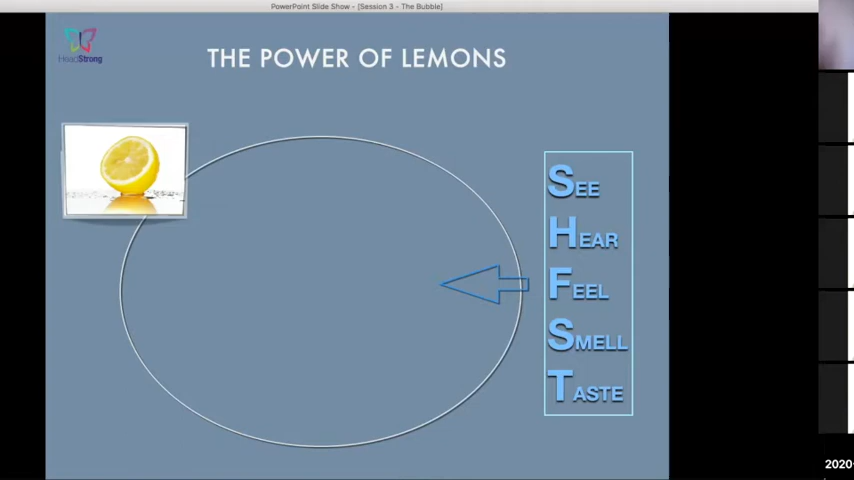 PowerPoint Slide Show - [Session 3 - The Bubble]
HeadStrong
THE POWER OF LEMONS
SEE
HEAR
FEEL
SMELL
TASTE
2020-